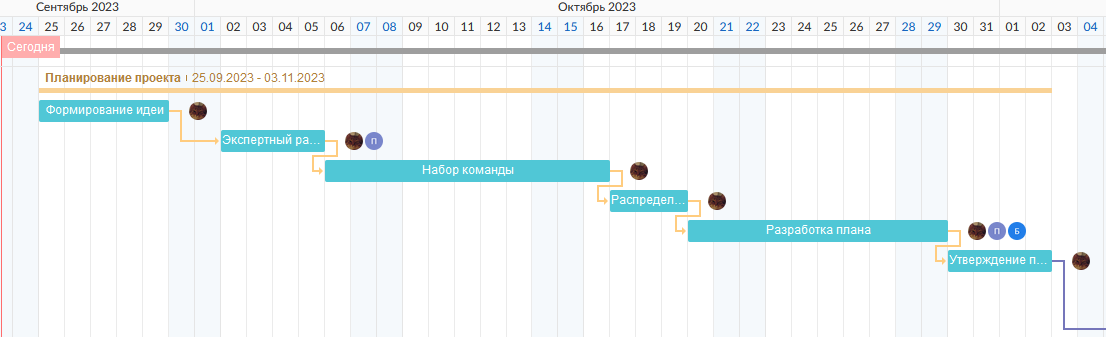 Сентябрь 2023 Октябрь 2023
3 24 25 26 27 28 29 30 01 02 03 04 05 06 07 08 09 10 11 12 13 14 15 16 17 18 19 20 21 22 23 24 25 26 27 28 29 30 31 01 02 03 04
Сегодня
Планирование проекта 25.09.2023 - 03.11.2023
Формирование идеи
Экспертный ра... П
Набор команды
Распредел...
Разработка плана П Б
Утверждение п...